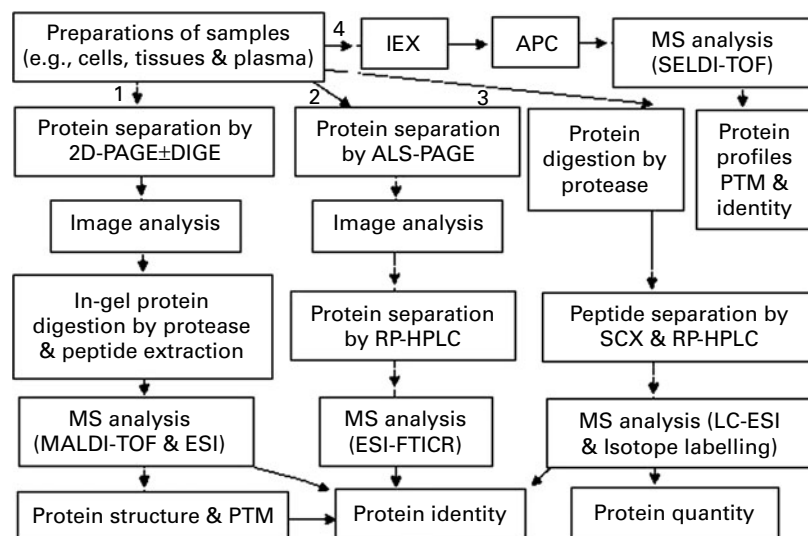 Preparations of samples
(e.g., cells, tissues & plasma)
4
IEX
APC
MS analysis
(SELDI-TOF)
1
2
3
Protein separation by
2D-PAGE±DIGE
Protein separation
by ALS-PAGE
Protein
digestion by
protease
Protein
profiles
PTM &
identity
Image analysis
Image analysis
In-gel protein
digestion by protease
& peptide extraction
Protein separation
by RP-HPLC
Peptide separation by
SCX & RP-HPLC
MS analysis
(MALDI-TOF & ESI)
MS analysis
(ESI-FTICR)
MS analysis (LC-ESI
& Isotope labelling)
Protein structure & PTM
Protein identity
Protein quantity